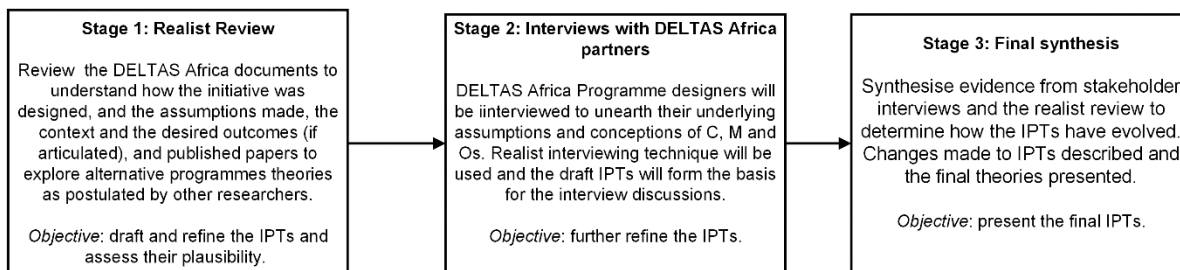 Stage 1: Realist Review
Review the DELTAS Africa documents to
understand how the initiative was
designed, and the assumptions made, the
context and the desired outcomes (if
articulated), and published papers to
explore alternative programmes theories
as postulated by other researchers.
Objective: draft and refine the IPTs and
assess their plausibility.
Stage 2: Interviews with DELTAS Africa
partners
DELTAS Africa Programme designers will
be iinterviewed to unearth their underlying
assumptions and conceptions of C, M and
Os. Realist interviewing technique will be
used and the draft IPTs will form the basis
for the interview discussions.
Objective: further refine the IPTs.
Stage 3: Final synthesis
Synthesise evidence from stakeholder
interviews and the realist review to
determine how the IPTs have evolved.
Changes made to IPTs described and
the final theories presented.
Objective: present the final IPTs.